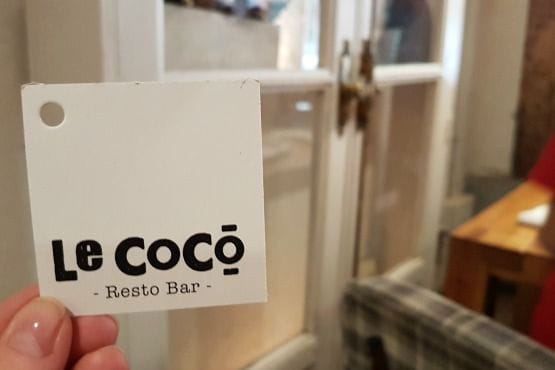 Le COCō
- Resto Bar -